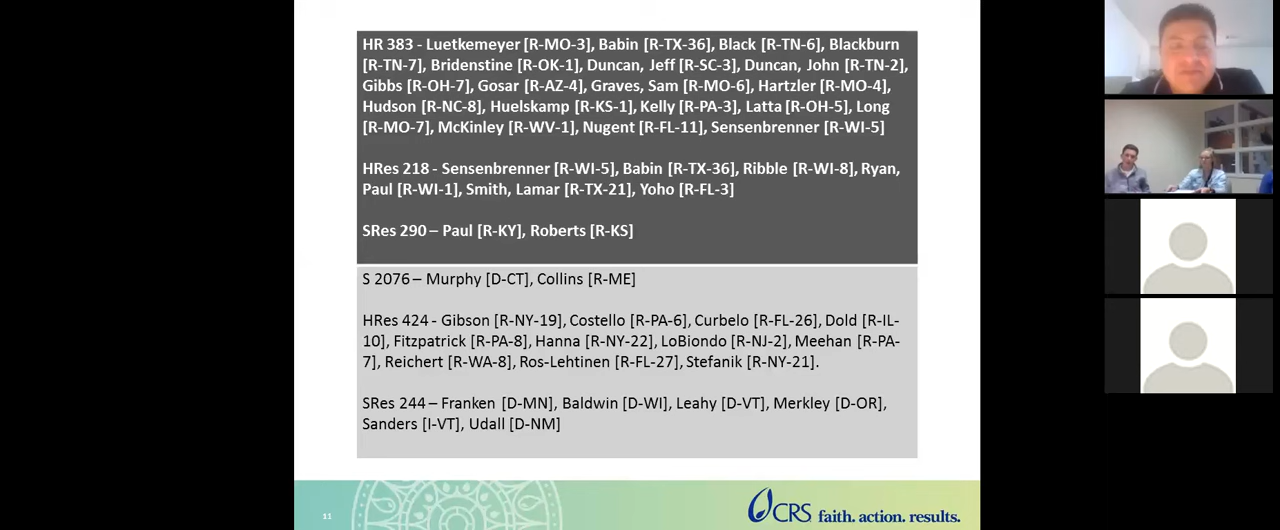 HR 383 - Luetkemeyer [R-MO-3], Babin [R-TX-36], Black [R-TN-6], Blackburn
[R-TN-7], Bridenstine [R-OK-1], Duncan, Jeff [R-SC-3], Duncan, John [R-TN-2],
Gibbs [R-OH-7], Gosar [R-AZ-4], Graves, Sam [R-MO-6], Hartzler [R-MO-4],
Hudson [R-NC-8], Huelskamp [R-KS-1], Kelly [R-PA-3], Latta [R-OH-5], Long
[R-MO-7], McKinley [R-WV-1], Nugent [R-FL-11], Sensenbrenner [R-WI-5]
HRes 218 - Sensenbrenner [R-WI-5], Babin [R-TX-36], Ribble [R-WI-8], Ryan,
Paul [R-WI-1], Smith, Lamar [R-TX-21], Yoho [R-FL-3]
SRes 290 – Paul [R-KY], Roberts [R-KS]
S 2076 – Murphy [D-CT], Collins [R-ME]
HRes 424 - Gibson [R-NY-19], Costello [R-PA-6], Curbelo [R-FL-26], Dold [R-IL-
10], Fitzpatrick [R-PA-8], Hanna [R-NY-22], LoBiondo [R-NJ-2], Meehan [R-PA-
7], Reichert [R-WA-8], Ros-Lehtinen [R-FL-27], Stefanik [R-NY-21].
SRes 244 – Franken [D-MN], Baldwin [D-WI], Leahy [D-VT], Merkley [D-OR],
Sanders [I-VT], Udall [D-NM]
11
CRS faith. action. results.